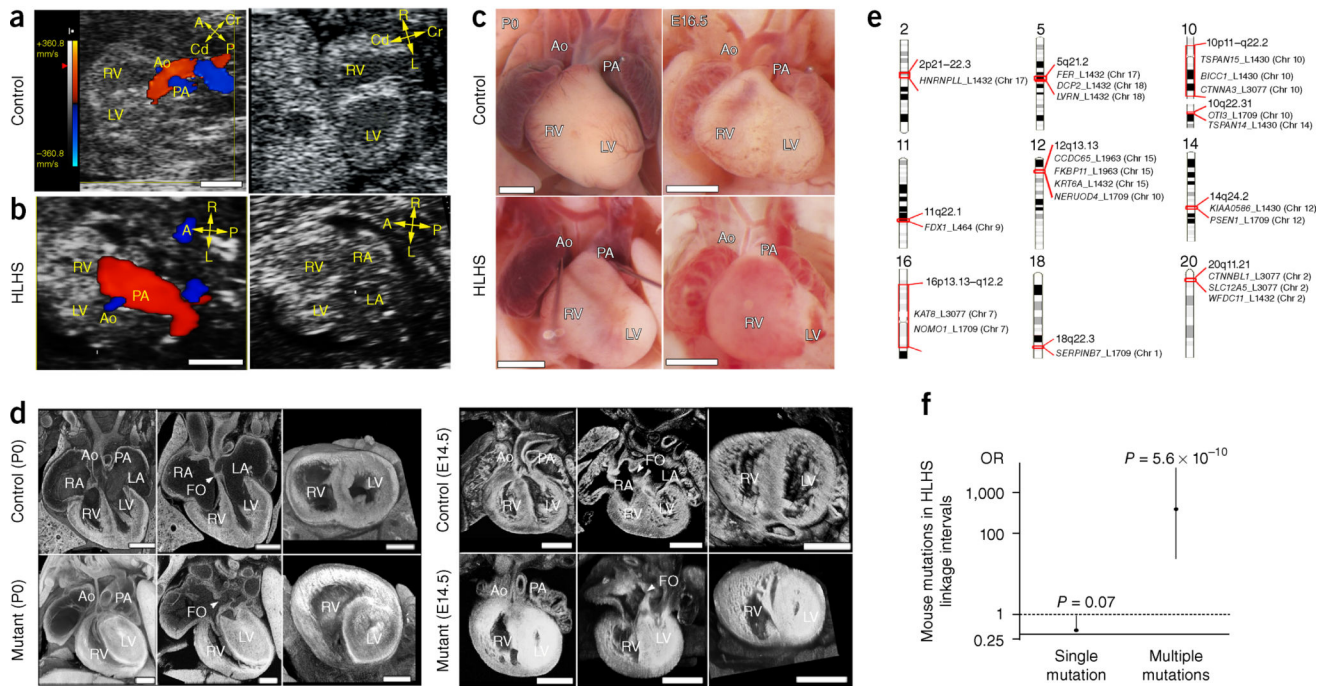 a
+360.8
mm/s
−360.8
mm/s
Control
A Cr
Cd P
RV
Ao
PA
LV
R
Cd Cr
L
RV
LV
b
HLHS
R
A P
L
RV
PA
LV
Ao
R
A P
L
RV
RA
LA
LV
c
Control
P0
Ao
PA
RV
LV
E16.5
Ao
PA
RV
LV
HLHS
Ao
PA
RV
LV
Ao
PA
RV
LV
d
Control (P0)
Ao
PA
RA
LA
RV
LV
RA
LA
FO
RV
LV
RV
LV
Mutant (P0)
Ao
PA
RV
LV
FO
RV
LV
RV
LV
Control (E14.5)
Ao
PA
RV
LV
FO
RA
LA
RV
LV
RV
LV
Mutant (E14.5)
Ao
PA
RV
LV
FO
RV
LV
RV
LV
e
2
2p21−22.3
HNRNPLL_L1432 (Chr 17)
5
5q21.2
FER_L1432 (Chr 17)
DCP2_L1432 (Chr 18)
LVRN_L1432 (Chr 18)
10
10p11−q22.2
TSPAN15_L1430 (Chr 10)
BICC1_L1430 (Chr 10)
CTNNA3_L3077 (Chr 10)
10q22.31
OTI3_L1709 (Chr 10)
TSPAN14_L1430 (Chr 14)
11
11q22.1
FDX1_L464 (Chr 9)
12
12q13.13
CCDC65_L1963 (Chr 15)
FKBP11_L1963 (Chr 15)
KRT6A_L1432 (Chr 15)
NERUOD4_L1709 (Chr 10)
14
14q24.2
KIAA0586_L1430 (Chr 12)
PSEN1_L1709 (Chr 12)
16
16p13.13−q12.2
KAT8_L3077 (Chr 7)
NOMO1_L1709 (Chr 7)
18
18q22.3
SERPINB7_L1709 (Chr 1)
20
20q11.21
CTNNBL1_L3077 (Chr 2)
SLC12A5_L3077 (Chr 2)
WFDC11_L1432 (Chr 2)
f
Mouse mutations in HLHS
linkage intervals
OR
1,000
100
1
0.25
P = 0.07
P = 5.6 × 10−10
Single
mutation
Multiple
mutations